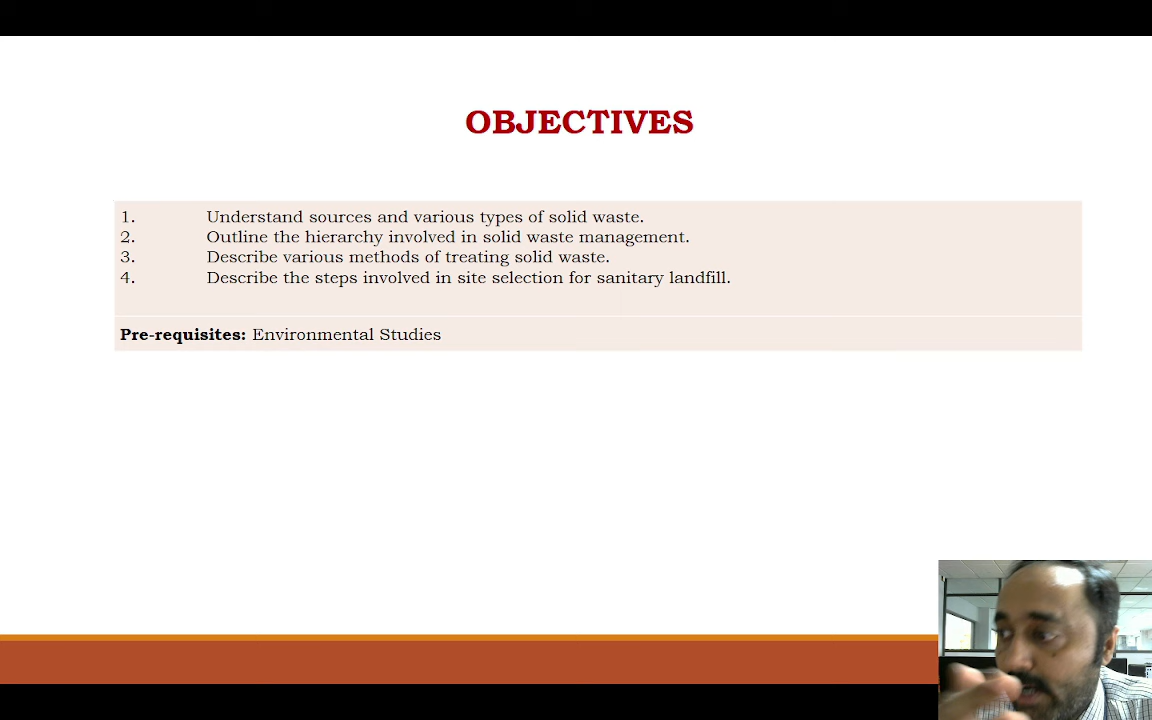 OBJECTIVES
1. Understand sources and various types of solid waste.
2. Outline the hierarchy involved in solid waste management.
3. Describe various methods of treating solid waste.
4. Describe the steps involved in site selection for sanitary landfill.
Pre-requisites: Environmental Studies